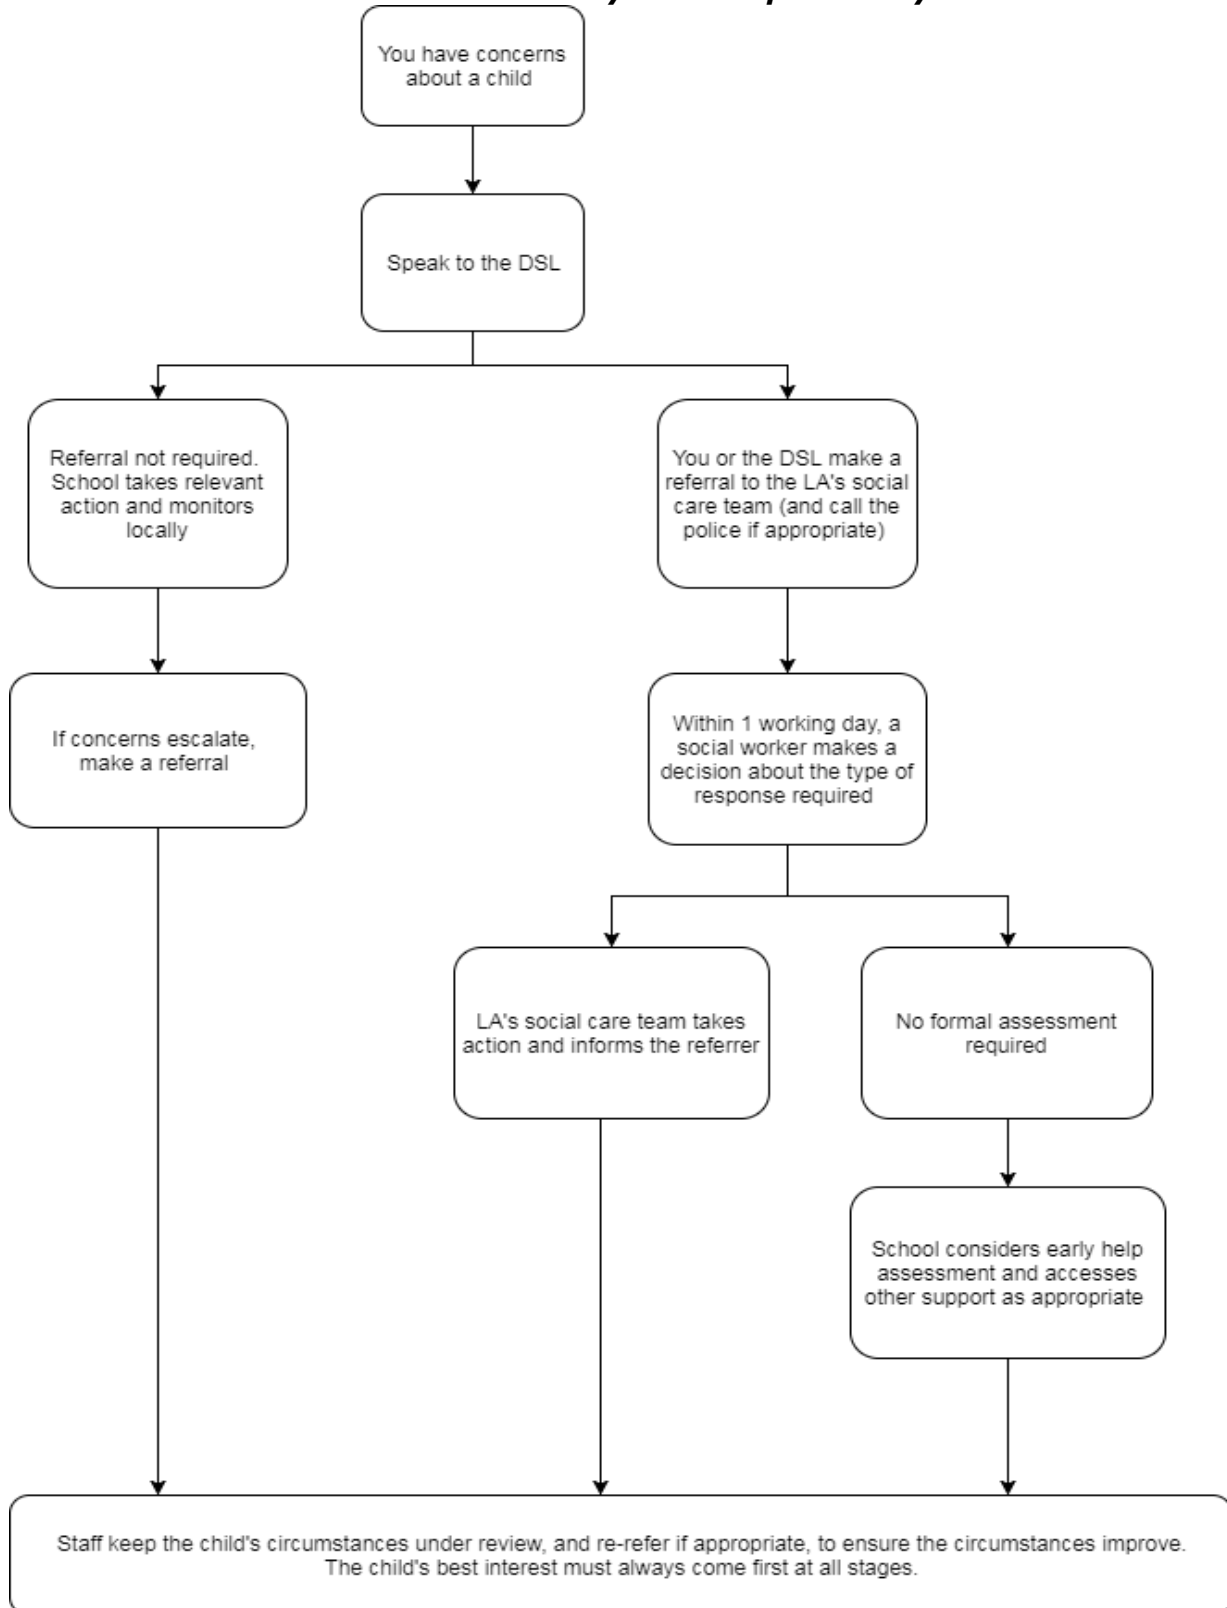 You have concerns
about a child
Speak to the DSL
Referral not required.
School takes relevant
action and monitors
locally
You or the DSL make a
referral to the LA's social
care team (and call the
police if appropriate)
If concerns escalate,
make a referral
Within 1 working day, a
social worker makes a
decision about the type of
response required
LA's social care team takes
action and informs the referrer
No formal assessment
required
School considers early help
assessment and accesses
other support as appropriate
Staff keep the child's circumstances under review, and re-refer if appropriate, to ensure the circumstances improve.
The child's best interest must always come first at all stages.